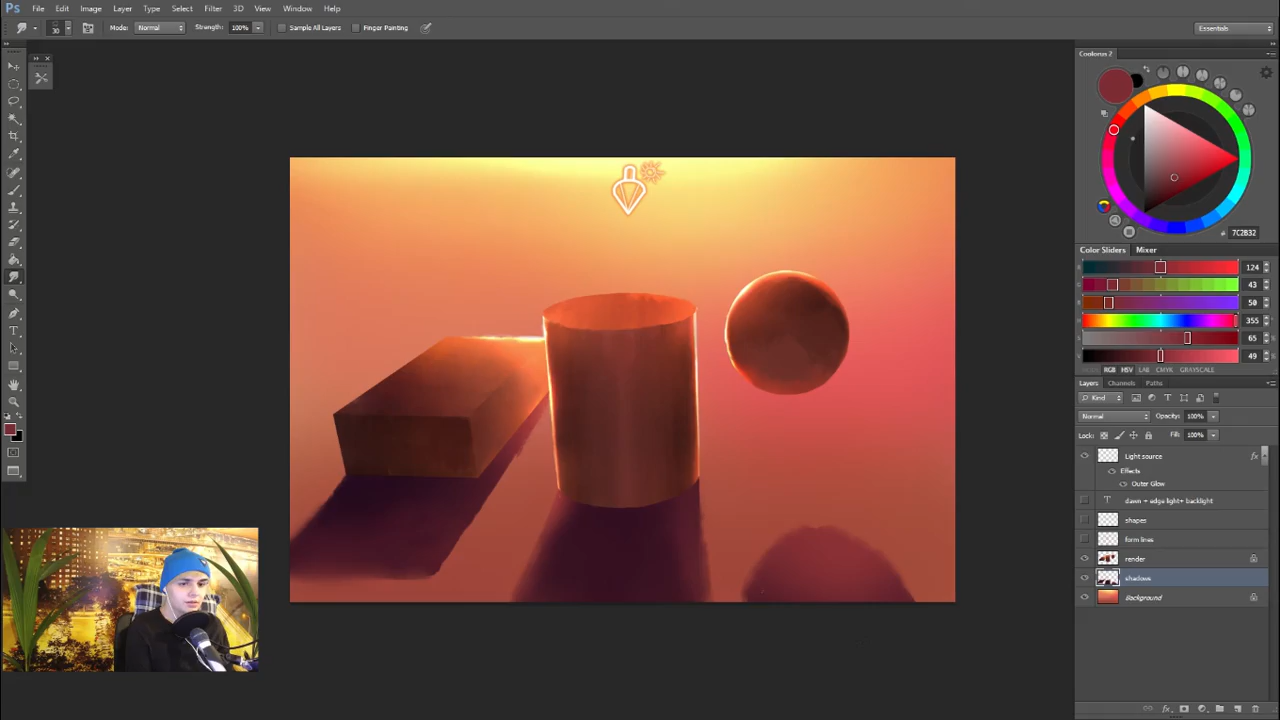 Ps File Edit Image Layer Type Select Filter 3D View Window Help
30 Mode: Normal Strength: 100% Sample All Layers Finger Painting Essentials
Coolorus 2
# 7C2B32
Color Sliders Mixer
124
43
50
355
65
49
RGB HSV LAB CMYK GRAYSCALE
Layers Channels Paths
Kind
Normal Opacity: 100%
Lock: Fill: 100%
Light source fx
Effects
Outer Glow
T dawn + edge light+ backlight
shapes
form lines
render
shadows
Background
fx